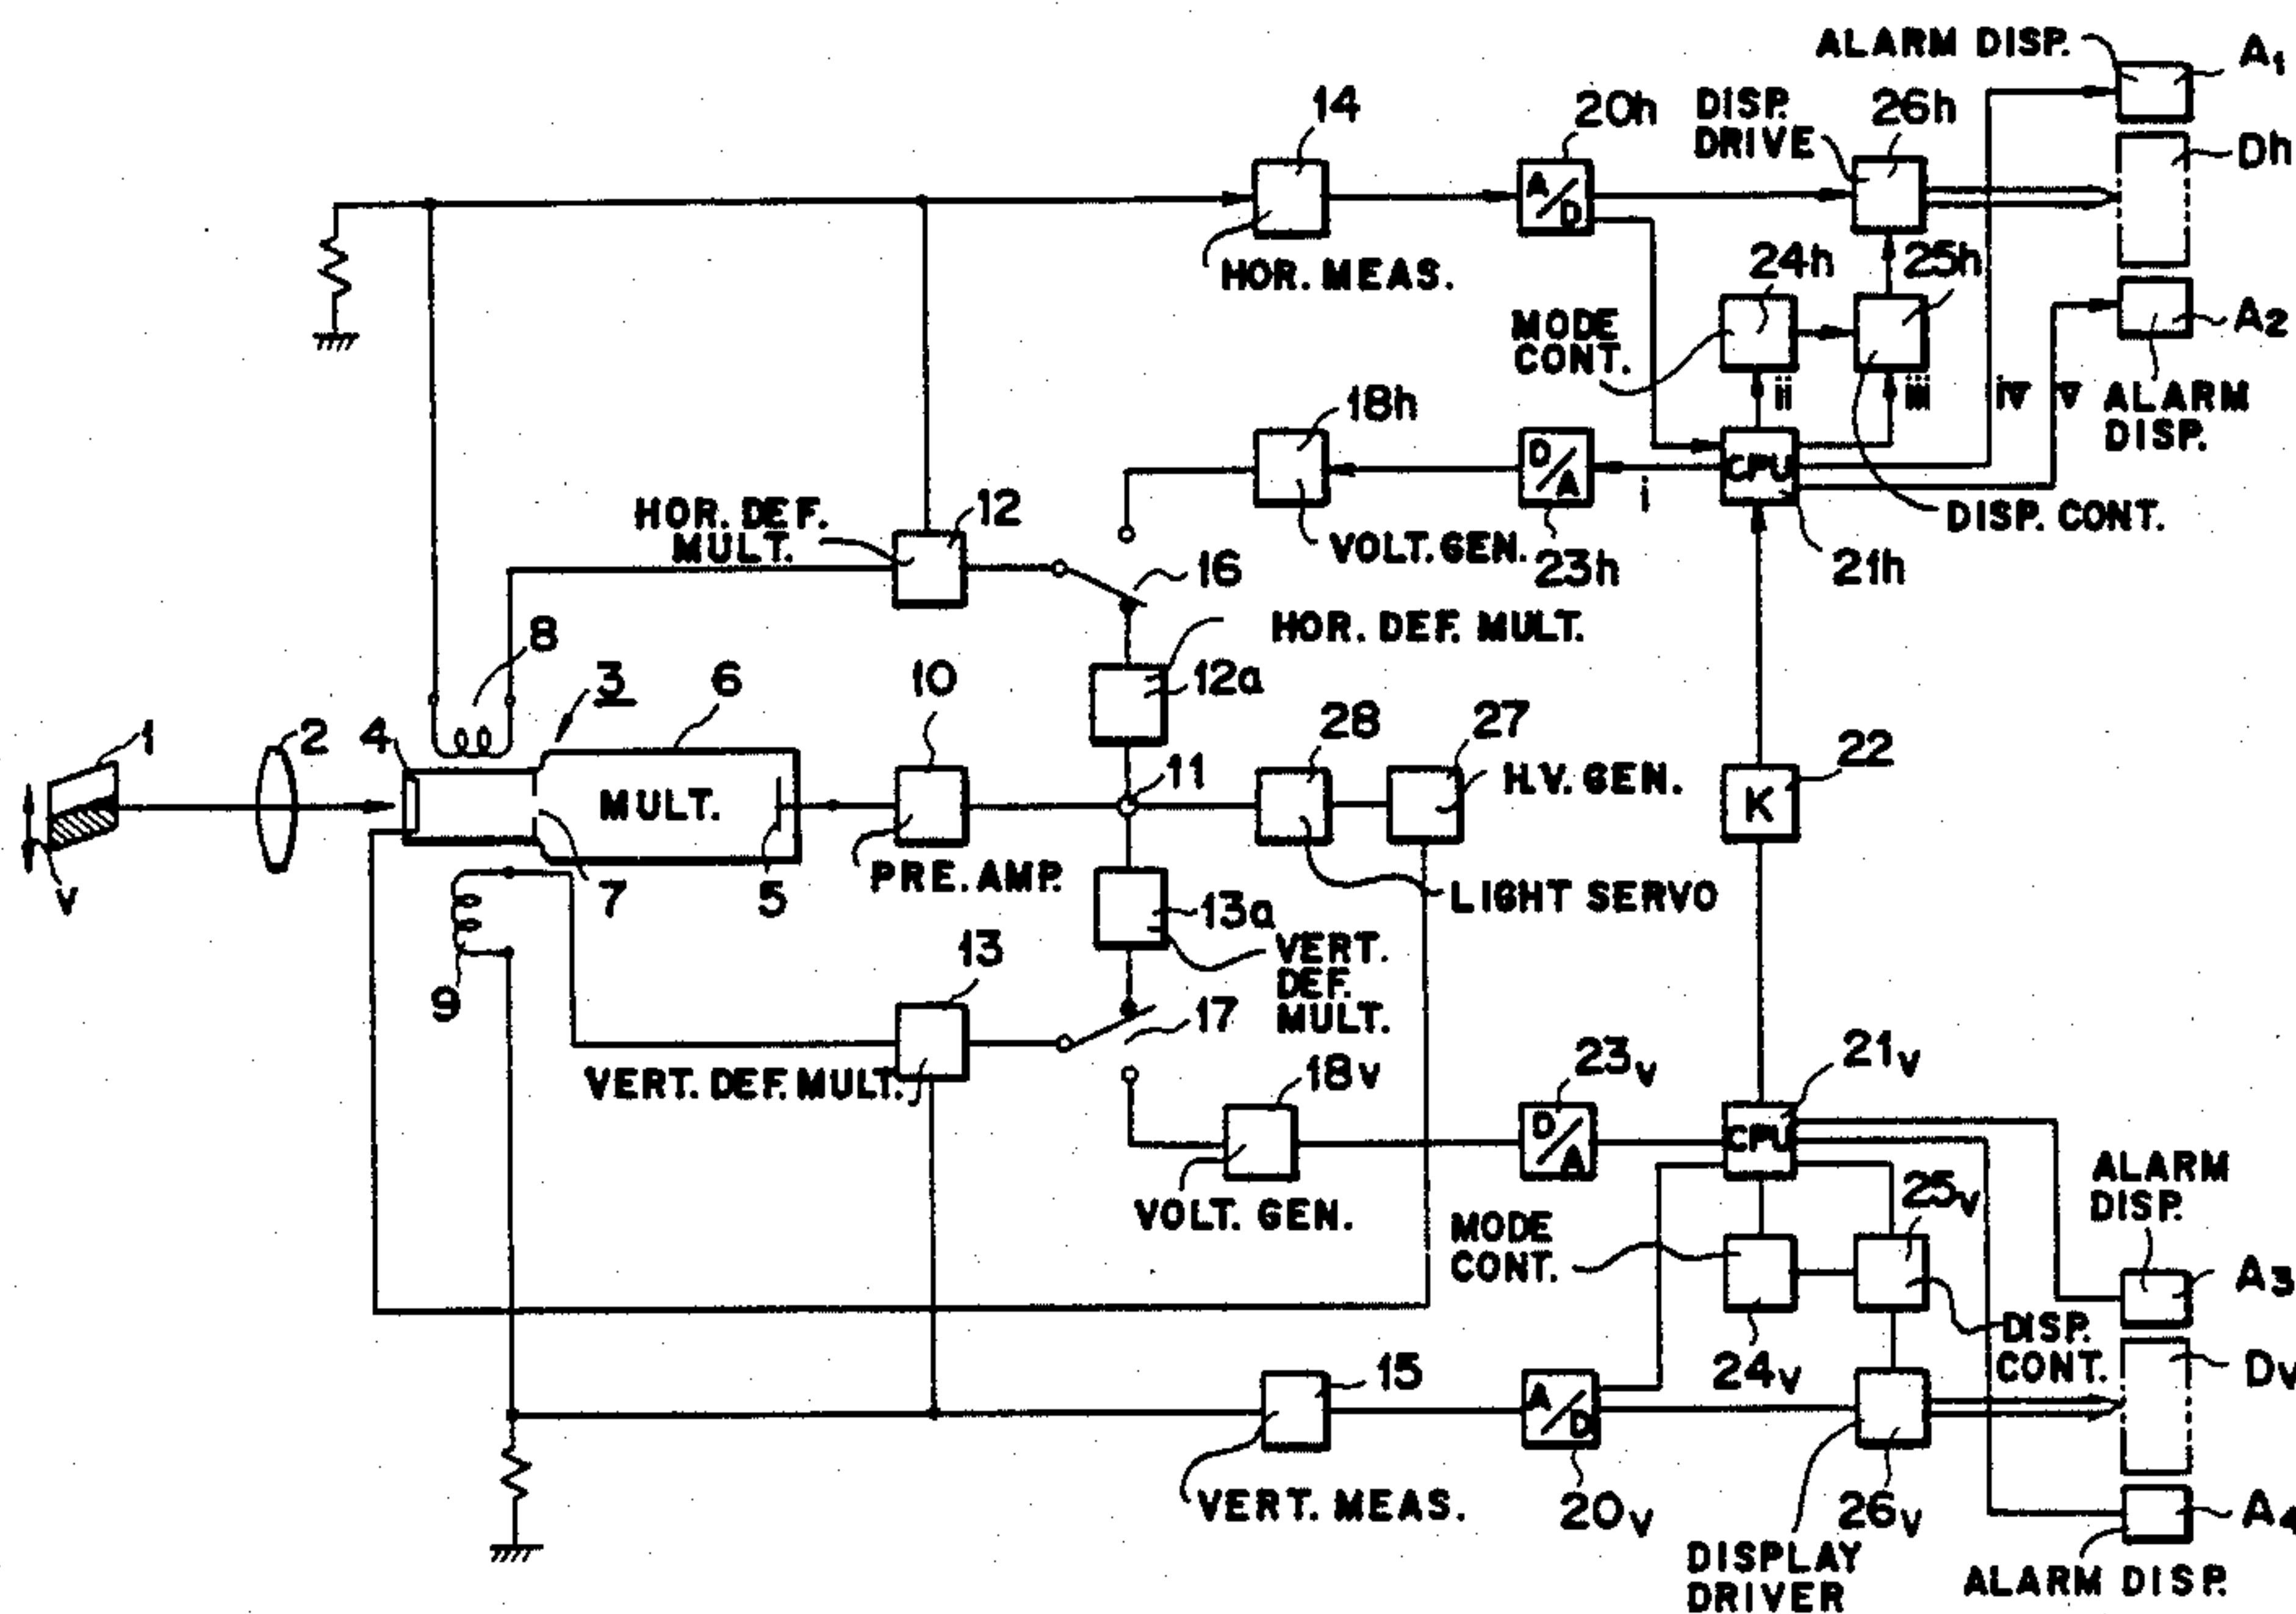 ALARM DISP.
A1
14
20h
DISP.
DRIVE
26h
A/D
Dh
HOR. MEAS.
24h
25h
MODE
CONT.
A2
ii
iii
iv
v
ALARM
DISP.
18h
D/A
CPU
i
HOR. DEF.
MULT.
12
VOLT. GEN.
23h
DISP. CONT.
21h
16
HOR. DEF. MULT.
8
3
6
10
12a
28
27
1
2
4
11
H.V. GEN.
22
MULT.
K
V
7
5
PRE. AMP.
LIGHT SERVO
13a
9
13
VERT.
DEF.
MULT.
17
23v
21v
VERT. DEF. MULT.
18v
D/A
CPU
ALARM
DISP.
VOLT. GEN.
MODE
CONT.
25v
A3
DISP.
CONT.
24v
15
A/D
Dv
VERT. MEAS.
20v
26v
A4
DISPLAY
DRIVER
ALARM DISP.